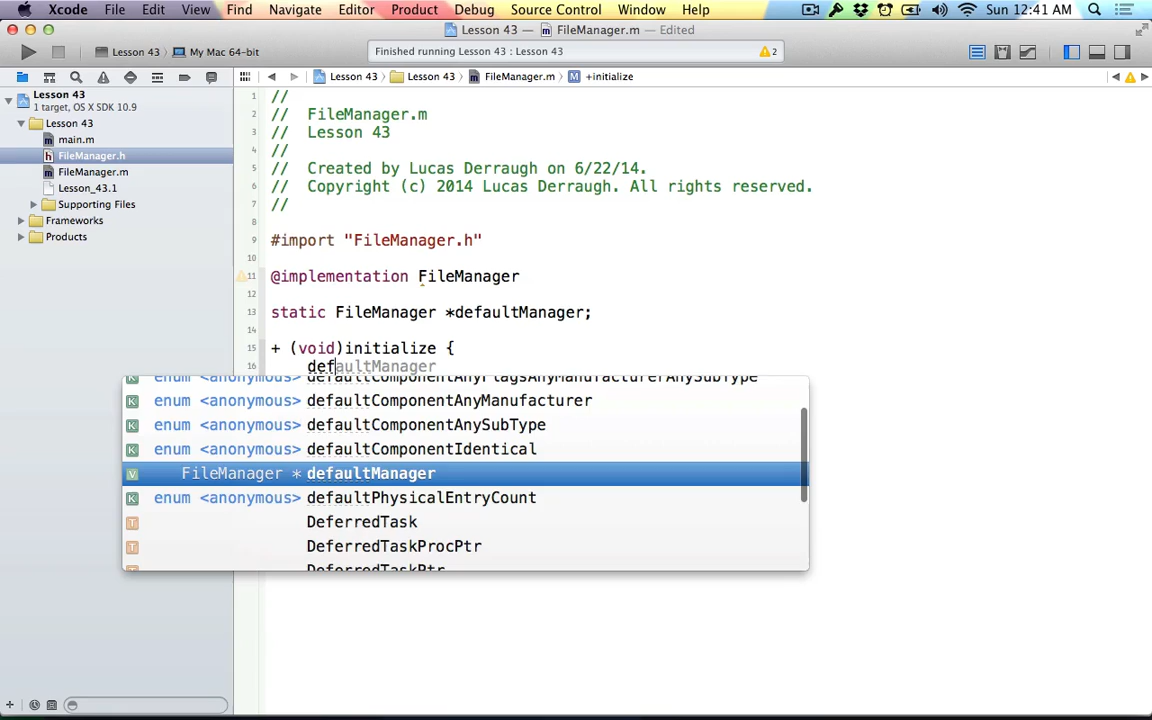 Xcode File Edit View Find Navigate Editor Product Debug Source Control Window Help Sun 12:41 AM
Lesson 43 — FileManager.m — Edited
Lesson 43 My Mac 64-bit Finished running Lesson 43 : Lesson 43 2
Lesson 43 Lesson 43 FileManager.m +initialize
Lesson 43
1 target, OS X SDK 10.9
Lesson 43
main.m
FileManager.h
FileManager.m
Lesson_43.1
Supporting Files
Frameworks
Products
1 //
2 // FileManager.m
3 // Lesson 43
4 //
5 // Created by Lucas Derraugh on 6/22/14.
6 // Copyright (c) 2014 Lucas Derraugh. All rights reserved.
7 //
8
9 #import "FileManager.h"
10
11 @implementation FileManager
12
13 static FileManager *defaultManager;
14
15 + (void)initialize {
16 defaultManager
enum <anonymous> defaultComponentAnyFlagsAnyManufacturerAnySubType
enum <anonymous> defaultComponentAnyManufacturer
enum <anonymous> defaultComponentAnySubType
enum <anonymous> defaultComponentIdentical
FileManager * defaultManager
enum <anonymous> defaultPhysicalEntryCount
DeferredTask
DeferredTaskProcPtr
DeferredTaskPtr